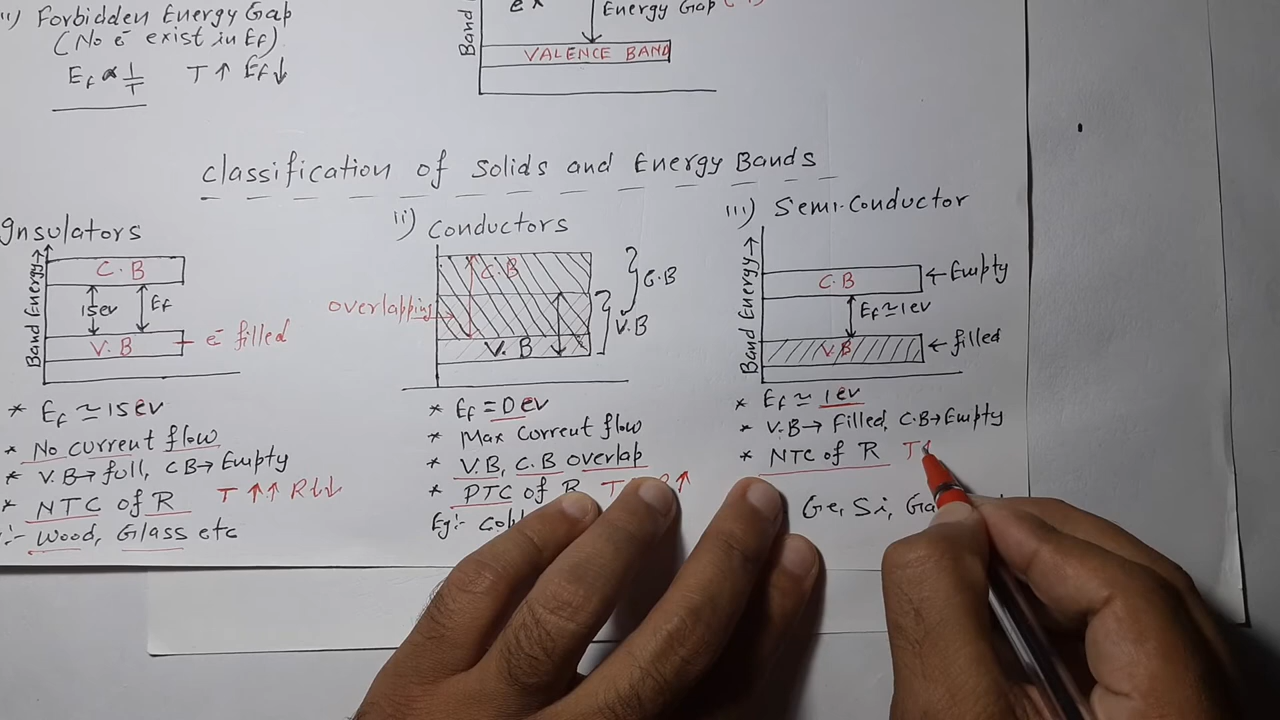 ii) Forbidden Energy Gap
(No e⁻ exist in Ef)
Ef ∝ 1/T T↑ Ef↓
Band
Energy Gap
VALENCE BAND
Classification of Solids and Energy Bands
Insulators
Band Energy→
C.B
15ev
Ef
V.B
e⁻ filled
* Ef ≃ 15ev
* No current flow
* V.B→full, CB→Empty
* NTC of R T↑↑ R↓↓
:- Wood, Glass etc
ii) Conductors
C.B
overlapping
V.B
C.B
V.B
* Ef = 0ev
* Max current flow
* V.B, C.B overlap
* PTC of R T ↑
Eg:-
iii) Semi-Conductor
Band Energy→
C.B
←Empty
Ef≃1ev
V.B
←filled
* Ef ≃ 1ev
* V.B→ Filled, C.B→Empty
* NTC of R T↑
Ge, Si,